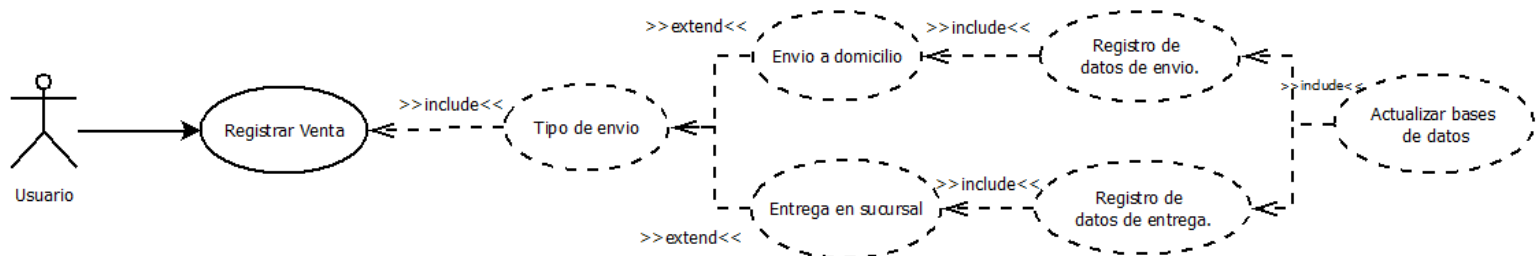 >>extend<<
>>include<<
Envio a domicilio
Registro de
datos de envio.
>>include<<
>>include<<
Registrar Venta
Tipo de envio
Actualizar bases
de datos
Usuario
>>include<<
Entrega en sucursal
Registro de
datos de entrega.
>>extend<<